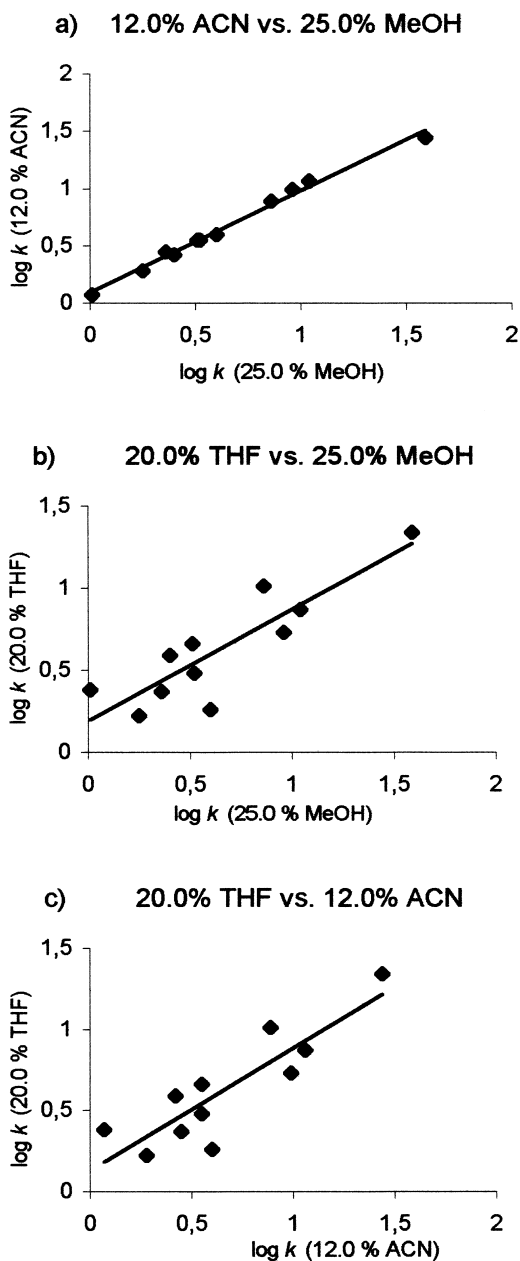 a) 12.0% ACN vs. 25.0% MeOH
2
1,5
1
0,5
0
log k (12.0 % ACN)
0 0,5 1 1,5 2
log k (25.0 % MeOH)
b) 20.0% THF vs. 25.0% MeOH
1,5
1
0,5
0
log k (20.0 % THF)
0 0,5 1 1,5 2
log k (25.0 % MeOH)
c) 20.0% THF vs. 12.0% ACN
1,5
1
0,5
0
log k (20.0 % THF)
0 0,5 1 1,5 2
log k (12.0 % ACN)